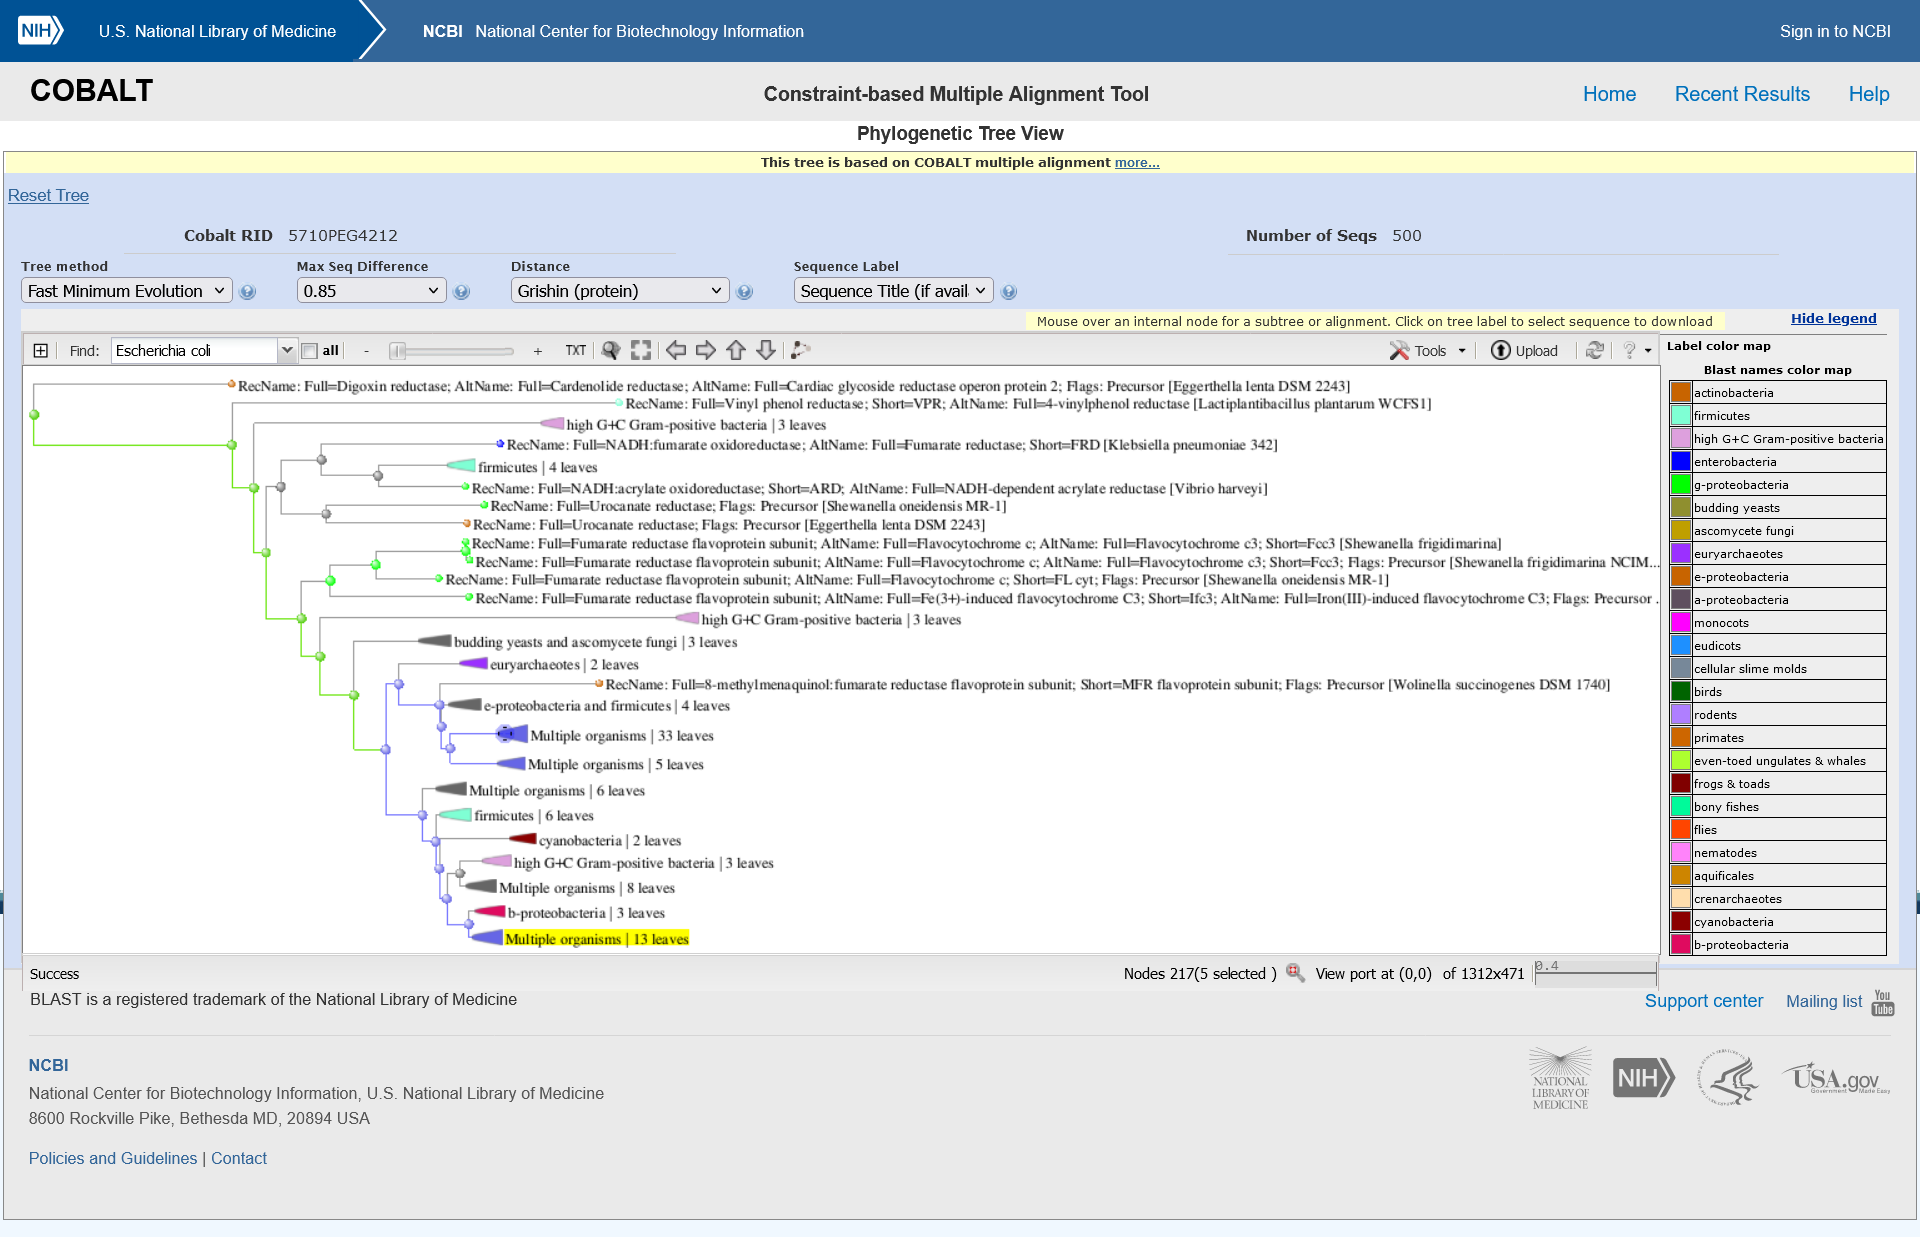 NIH U.S. National Library of Medicine NCBI National Center for Biotechnology Information Sign in to NCBI
COBALT Constraint-based Multiple Alignment Tool Home Recent Results Help
Phylogenetic Tree View
This tree is based on COBALT multiple alignment more...
Reset Tree
Cobalt RID 5710PEG4212 Number of Seqs 500
Tree method Max Seq Difference Distance Sequence Label
Fast Minimum Evolution 0.85 Grishin (protein) Sequence Title (if avail.
Mouse over an internal node for a subtree or alignment. Click on tree label to select sequence to download Hide legend
Find: Escherichia coli all - + TXT Tools Upload ?
RecName: Full=Digoxin reductase; AltName: Full=Cardenolide reductase; AltName: Full=Cardiac glycoside reductase operon protein 2; Flags: Precursor [Eggerthella lenta DSM 2243]
RecName: Full=Vinyl phenol reductase; Short=VPR; AltName: Full=4-vinylphenol reductase [Lactiplantibacillus plantarum WCFS1]
high G+C Gram-positive bacteria | 3 leaves
RecName: Full=NADH:fumarate oxidoreductase; AltName: Full=Fumarate reductase; Short=FRD [Klebsiella pneumoniae 342]
firmicutes | 4 leaves
RecName: Full=NADH:acrylate oxidoreductase; Short=ARD; AltName: Full=NADH-dependent acrylate reductase [Vibrio harveyi]
RecName: Full=Urocanate reductase; Flags: Precursor [Shewanella oneidensis MR-1]
RecName: Full=Urocanate reductase; Flags: Precursor [Eggerthella lenta DSM 2243]
RecName: Full=Fumarate reductase flavoprotein subunit; AltName: Full=Flavocytochrome c; AltName: Full=Flavocytochrome c3; Short=Fcc3 [Shewanella frigidimarina]
RecName: Full=Fumarate reductase flavoprotein subunit; AltName: Full=Flavocytochrome c; AltName: Full=Flavocytochrome c3; Short=Fcc3; Flags: Precursor [Shewanella frigidimarina NCIM...
RecName: Full=Fumarate reductase flavoprotein subunit; AltName: Full=Flavocytochrome c; Short=FL cyt; Flags: Precursor [Shewanella oneidensis MR-1]
RecName: Full=Fumarate reductase flavoprotein subunit; AltName: Full=Fe(3+)-induced flavocytochrome C3; Short=Ifc3; AltName: Full=Iron(III)-induced flavocytochrome C3; Flags: Precursor .
high G+C Gram-positive bacteria | 3 leaves
budding yeasts and ascomycete fungi | 3 leaves
euryarchaeotes | 2 leaves
RecName: Full=8-methylmenaquinol:fumarate reductase flavoprotein subunit; Short=MFR flavoprotein subunit; Flags: Precursor [Wolinella succinogenes DSM 1740]
e-proteobacteria and firmicutes | 4 leaves
Multiple organisms | 33 leaves
Multiple organisms | 5 leaves
Multiple organisms | 6 leaves
firmicutes | 6 leaves
cyanobacteria | 2 leaves
high G+C Gram-positive bacteria | 3 leaves
Multiple organisms | 8 leaves
b-proteobacteria | 3 leaves
Multiple organisms | 13 leaves
Label color map
Blast names color map
actinobacteria
firmicutes
high G+C Gram-positive bacteria
enterobacteria
g-proteobacteria
budding yeasts
ascomycete fungi
euryarchaeotes
e-proteobacteria
a-proteobacteria
monocots
eudicots
cellular slime molds
birds
rodents
primates
even-toed ungulates & whales
frogs & toads
bony fishes
flies
nematodes
aquificales
crenarchaeotes
cyanobacteria
b-proteobacteria
Success Nodes 217(5 selected ) View port at (0,0) of 1312x471 0.4
BLAST is a registered trademark of the National Library of Medicine Support center Mailing list You Tube
NCBI
National Center for Biotechnology Information, U.S. National Library of Medicine
8600 Rockville Pike, Bethesda MD, 20894 USA
Policies and Guidelines | Contact
NATIONAL
LIBRARY OF
MEDICINE
NIH
USA.gov
Government Made Easy